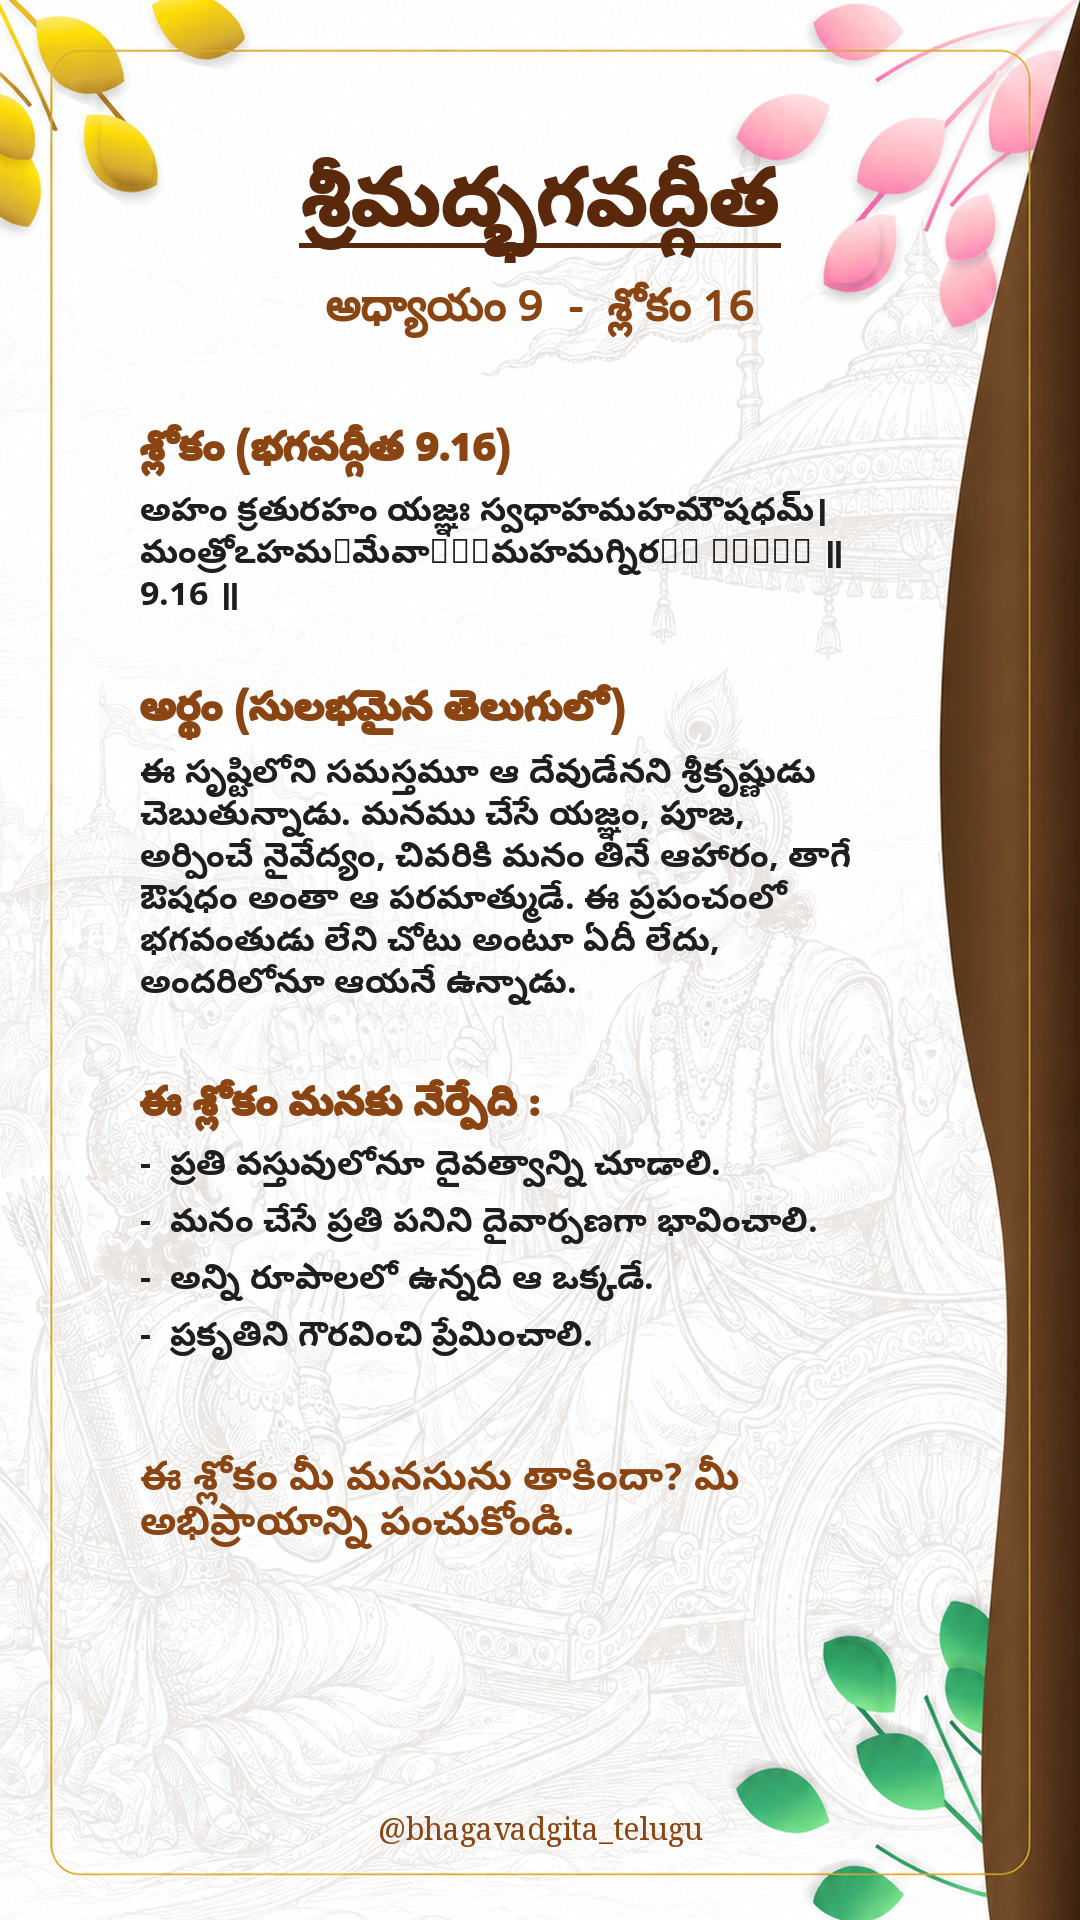 శ్రీమద్భగవద్గీత
అధ్యాయం 9 - శ్లోకం 16
శ్లోకం (భగవద్గీత 9.16)
అహం క్రతురహం యజ్ఞః స్వధాహమహమౌషధమ్।
॥
9.16 ॥
అర్థం (సులభమైన తెలుగులో)
ఈ సృష్టిలోని సమస్తమూ ఆ దేవుడేనని శ్రీకృష్ణుడు
చెబుతున్నాడు. మనము చేసే యజ్ఞం, పూజ,
అర్పించే నైవేద్యం, చివరికి మనం తినే ఆహారం, తాగే
ఔషధం అంతా ఆ పరమాత్ముడే. ఈ ప్రపంచంలో
భగవంతుడు లేని చోటు అంటూ ఏదీ లేదు,
అందరిలోనూ ఆయనే ఉన్నాడు.
ఈ శ్లోకం మనకు నేర్పేది :
- ప్రతి వస్తువులోనూ దైవత్వాన్ని చూడాలి.
- మనం చేసే ప్రతి పనిని దైవార్పణగా భావించాలి.
- అన్ని రూపాలలో ఉన్నది ఆ ఒక్కడే.
- ప్రకృతిని గౌరవించి ప్రేమించాలి.
ఈ శ్లోకం మీ మనసును తాకిందా? మీ
అభిప్రాయాన్ని పంచుకోండి.
@bhagavadgita_telugu